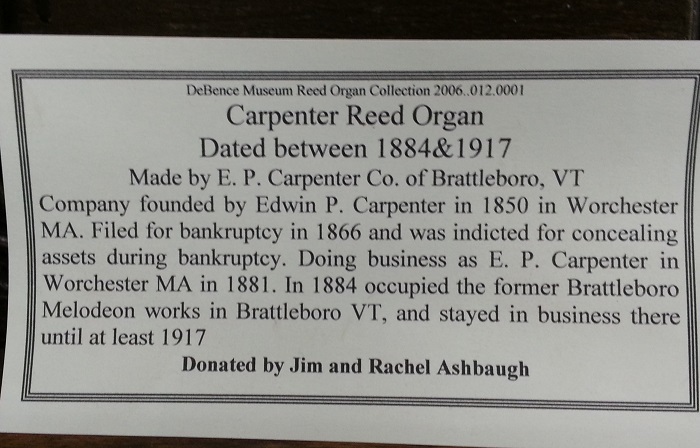 DeBence Museum Reed Organ Collection 2006..012.0001
Carpenter Reed Organ
Dated between 1884&1917
Made by E. P. Carpenter Co. of Brattleboro, VT
Company founded by Edwin P. Carpenter in 1850 in Worchester
MA. Filed for bankruptcy in 1866 and was indicted for concealing
assets during bankruptcy. Doing business as E. P. Carpenter in
Worchester MA in 1881. In 1884 occupied the former Brattleboro
Melodeon works in Brattleboro VT, and stayed in business there
until at least 1917
Donated by Jim and Rachel Ashbaugh